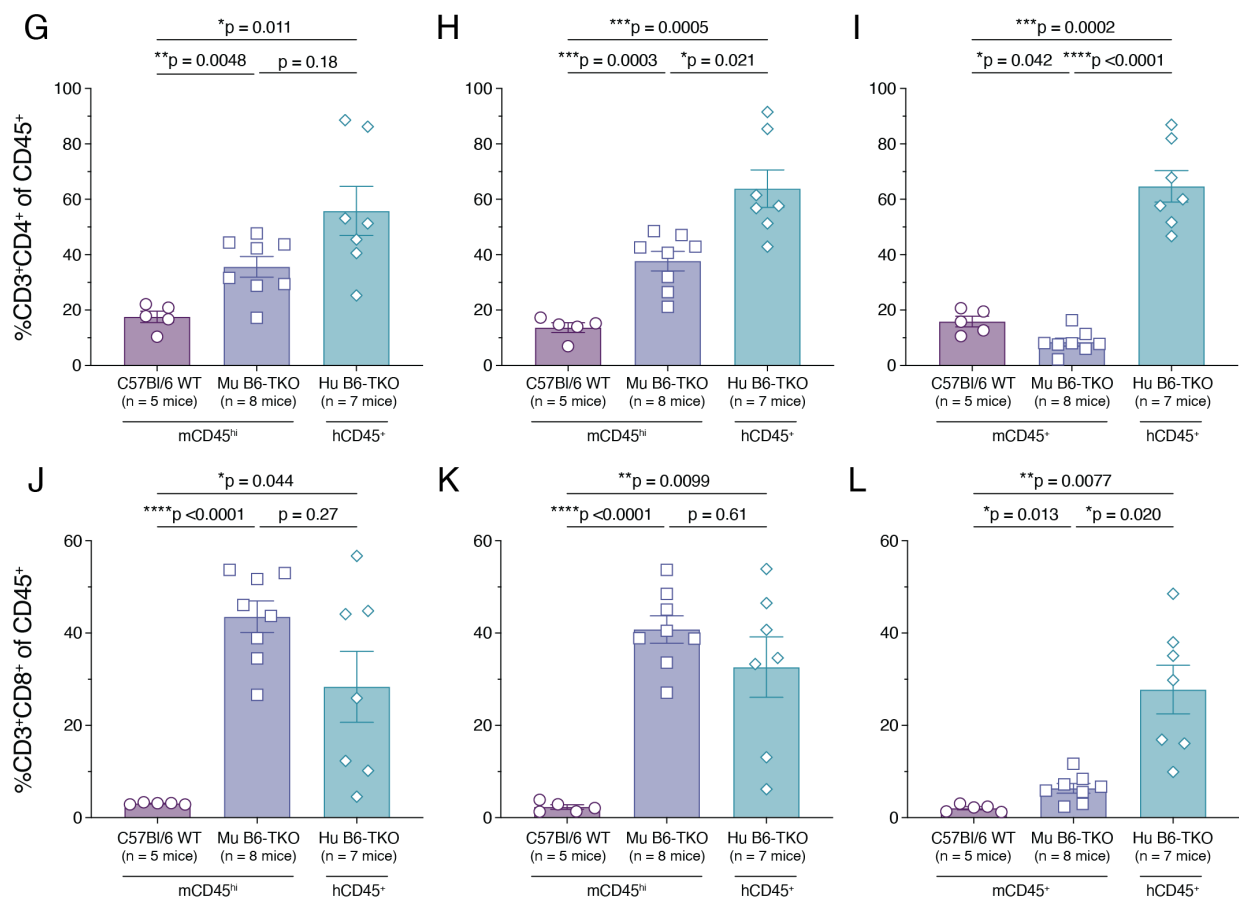 G
*p = 0.011
**p = 0.0048
p = 0.18
%CD3⁺CD4⁺ of CD45⁺
100
80
60
40
20
0
C57Bl/6 WT
(n = 5 mice)
Mu B6-TKO
(n = 8 mice)
Hu B6-TKO
(n = 7 mice)
mCD45ʰⁱ
hCD45⁺
H
***p = 0.0005
***p = 0.0003
*p = 0.021
100
80
60
40
20
0
C57Bl/6 WT
(n = 5 mice)
Mu B6-TKO
(n = 8 mice)
Hu B6-TKO
(n = 7 mice)
mCD45ʰⁱ
hCD45⁺
I
***p = 0.0002
*p = 0.042
****p <0.0001
100
80
60
40
20
0
C57Bl/6 WT
(n = 5 mice)
Mu B6-TKO
(n = 8 mice)
Hu B6-TKO
(n = 7 mice)
mCD45⁺
hCD45⁺
J
*p = 0.044
****p <0.0001
p = 0.27
%CD3⁺CD8⁺ of CD45⁺
60
40
20
0
C57Bl/6 WT
(n = 5 mice)
Mu B6-TKO
(n = 8 mice)
Hu B6-TKO
(n = 7 mice)
mCD45ʰⁱ
hCD45⁺
K
**p = 0.0099
****p <0.0001
p = 0.61
60
40
20
0
C57Bl/6 WT
(n = 5 mice)
Mu B6-TKO
(n = 8 mice)
Hu B6-TKO
(n = 7 mice)
mCD45ʰⁱ
hCD45⁺
L
**p = 0.0077
*p = 0.013
*p = 0.020
60
40
20
0
C57Bl/6 WT
(n = 5 mice)
Mu B6-TKO
(n = 8 mice)
Hu B6-TKO
(n = 7 mice)
mCD45⁺
hCD45⁺